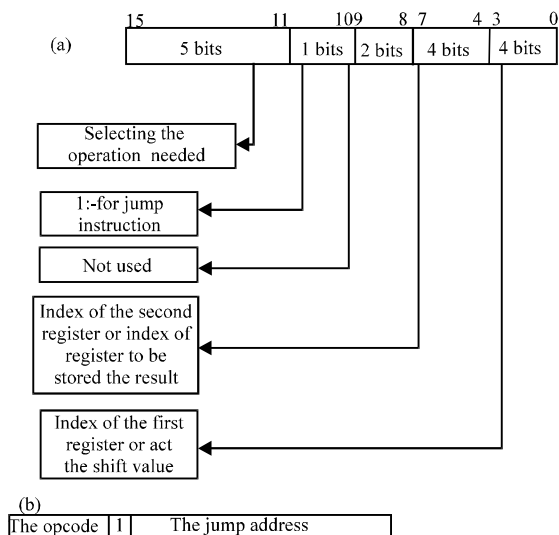 15 11 109 8 7 4 3 0
(a)
5 bits 1 bits 2 bits 4 bits 4 bits
Selecting the
operation needed
1:-for jump
instruction
Not used
Index of the second
register or index of
register to be
stored the result
Index of the first
register or act
the shift value
(b)
The opcode 1 The jump address